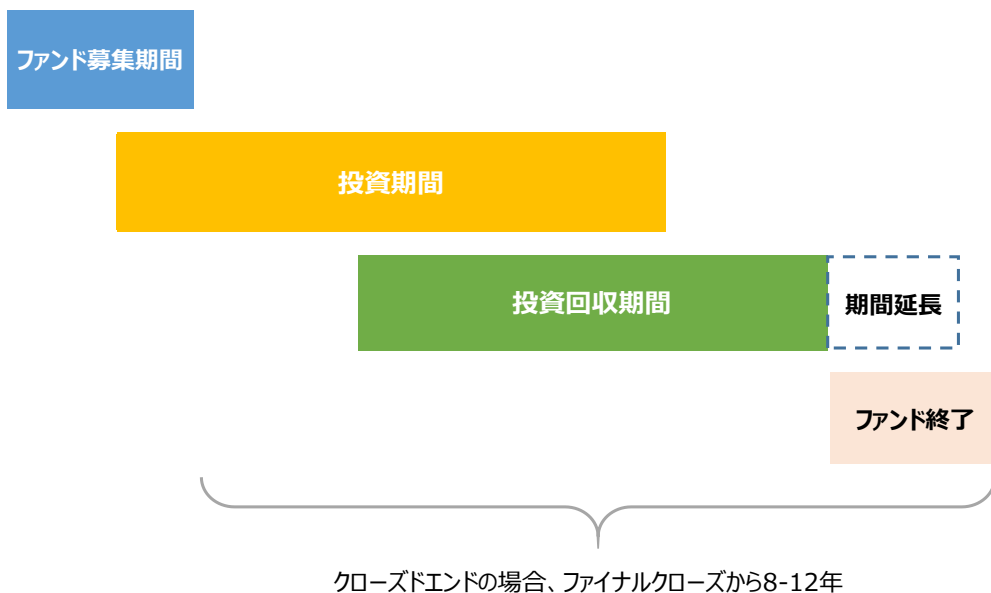 ファンド募集期間
投資期間
投資回収期間
期間延長
ファンド終了
クローズドエンドの場合、ファイナルクローズから8-12年